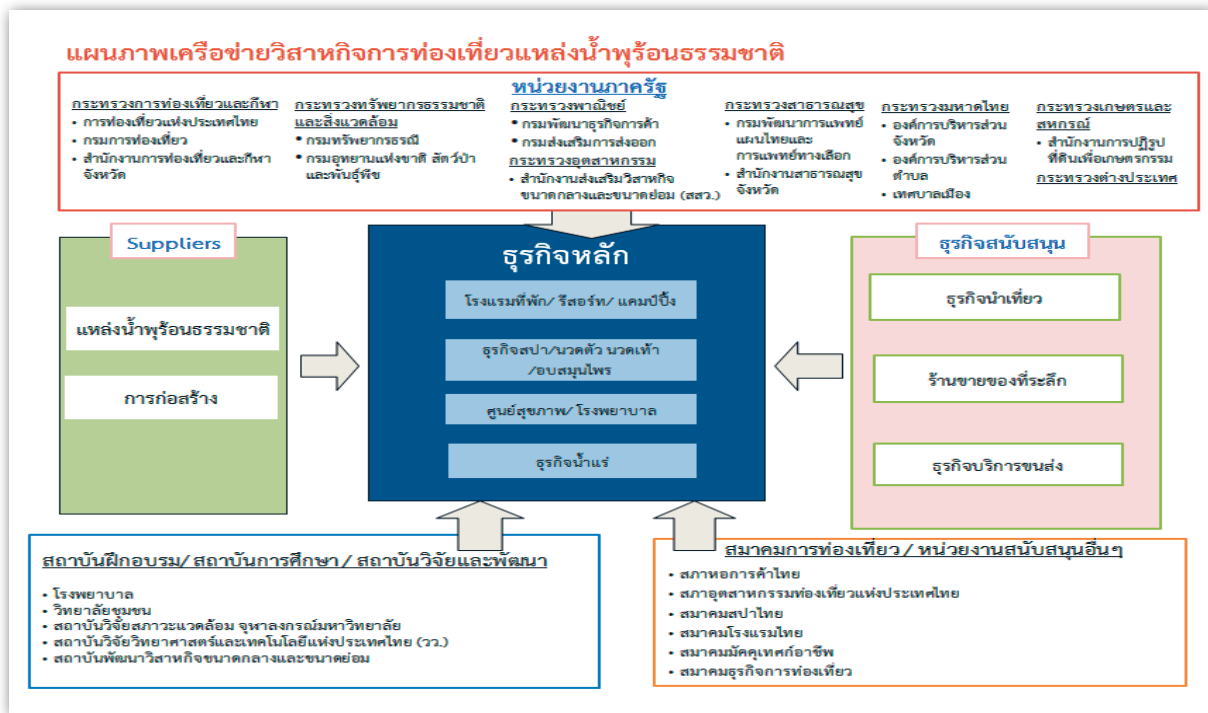 แผนภาพเครือข่ายวิสาหกิจการท่องเที่ยวแหล่งน้ำพุร้อนธรรมชาติ
หน่วยงานภาครัฐ
กระทรวงการท่องเที่ยวและกีฬา
• การท่องเที่ยวแห่งประเทศไทย
• กรมการท่องเที่ยว
• สำนักงานการท่องเที่ยวและกีฬา
จังหวัด
กระทรวงทรัพยากรธรรมชาติ
และสิ่งแวดล้อม
• กรมทรัพยากรธรณี
• กรมอุทยานแห่งชาติ สัตว์ป่า
และพันธุ์พืช
กระทรวงพาณิชย์
• กรมพัฒนาธุรกิจการค้า
• กรมส่งเสริมการส่งออก
กระทรวงอุตสาหกรรม
• สำนักงานส่งเสริมวิสาหกิจ
ขนาดกลางและขนาดย่อม (สสว.)
กระทรวงสาธารณสุข
• กรมพัฒนาการแพทย์
แผนไทยและ
การแพทย์ทางเลือก
• สำนักงานสาธารณสุข
จังหวัด
กระทรวงมหาดไทย
• องค์การบริหารส่วน
จังหวัด
• องค์การบริหารส่วน
ตำบล
• เทศบาลเมือง
กระทรวงเกษตรและ
สหกรณ์
• สำนักงานการปฏิรูป
ที่ดินเพื่อเกษตรกรรม
กระทรวงต่างประเทศ
Suppliers
แหล่งน้ำพุร้อนธรรมชาติ
การก่อสร้าง
ธุรกิจหลัก
โรงแรมที่พัก/ รีสอร์ท/ แคมป์ปิ้ง
ธุรกิจสปา/นวดตัว นวดเท้า
/อบสมุนไพร
ศูนย์สุขภาพ/ โรงพยาบาล
ธุรกิจน้ำแร่
ธุรกิจสนับสนุน
ธุรกิจนำเที่ยว
ร้านขายของที่ระลึก
ธุรกิจบริการขนส่ง
สถาบันฝึกอบรม/ สถาบันการศึกษา / สถาบันวิจัยและพัฒนา
• โรงพยาบาล
• วิทยาลัยชุมชน
• สถาบันวิจัยสภาวะแวดล้อม จุฬาลงกรณ์มหาวิทยาลัย
• สถาบันวิจัยวิทยาศาสตร์และเทคโนโลยีแห่งประเทศไทย (วว.)
• สถาบันพัฒนาวิสาหกิจขนาดกลางและขนาดย่อม
สมาคมการท่องเที่ยว / หน่วยงานสนับสนุนอื่นๆ
• สภาหอการค้าไทย
• สภาอุตสาหกรรมท่องเที่ยวแห่งประเทศไทย
• สมาคมสปาไทย
• สมาคมโรงแรมไทย
• สมาคมมัคคุเทศก์อาชีพ
• สมาคมธุรกิจการท่องเที่ยว